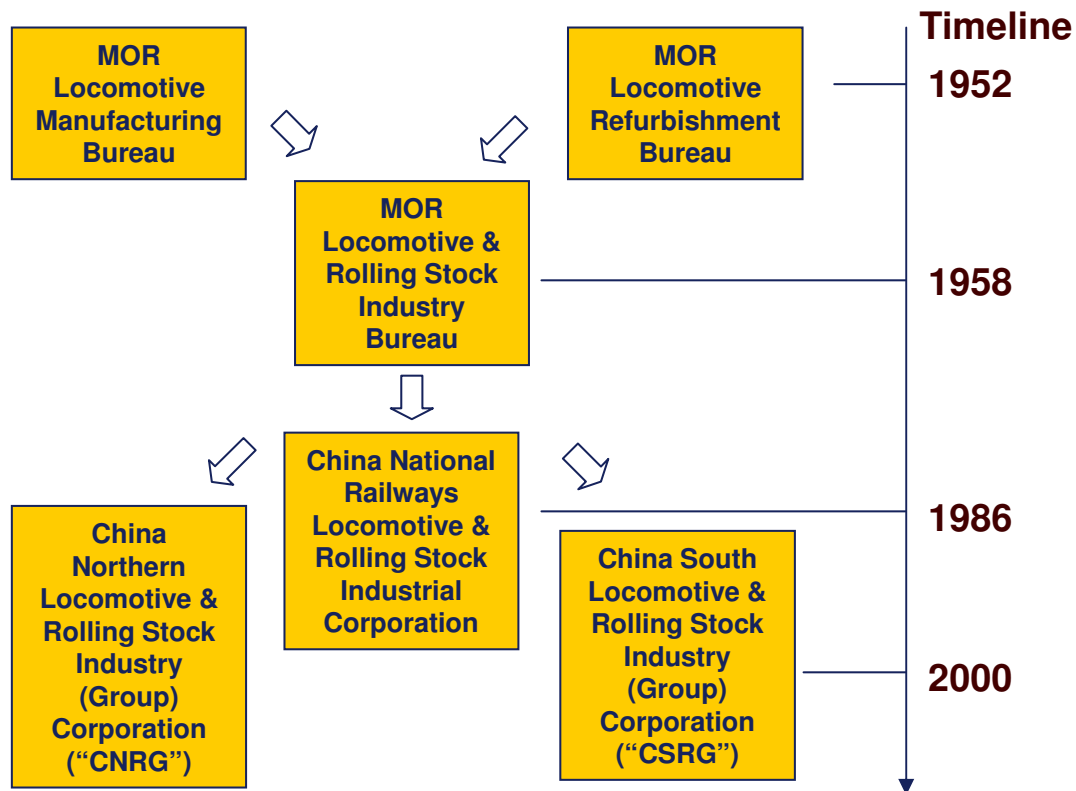 Timeline
MOR
Locomotive
Manufacturing
Bureau
MOR
Locomotive
Refurbishment
Bureau
1952
MOR
Locomotive &
Rolling Stock
Industry
Bureau
1958
China National
Railways
Locomotive &
Rolling Stock
Industrial
Corporation
1986
China
Northern
Locomotive &
Rolling Stock
Industry
(Group)
Corporation
(“CNRG”)
China South
Locomotive &
Rolling Stock
Industry
(Group)
Corporation
(“CSRG”)
2000